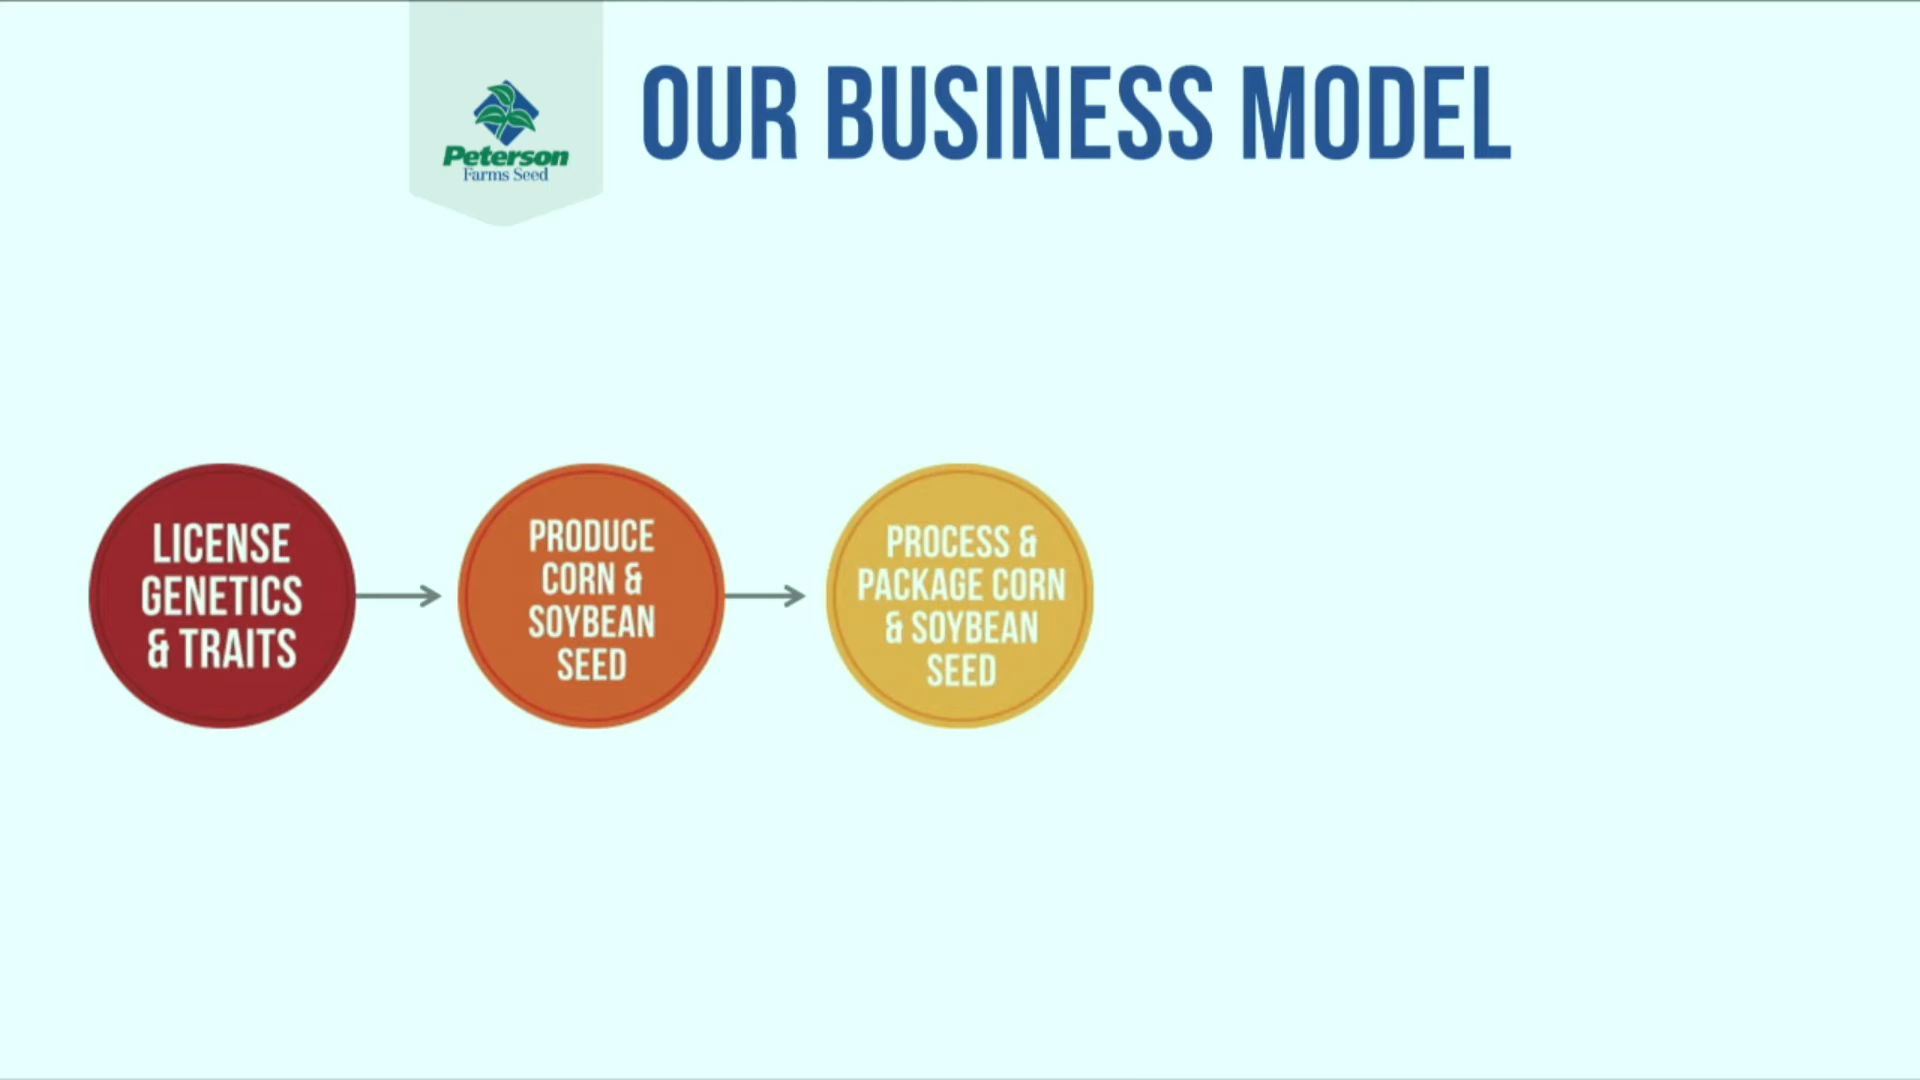 OUR BUSINESS MODEL
Peterson
Farms Seed
LICENSE
GENETICS
& TRAITS
PRODUCE
CORN &
SOYBEAN
SEED
PROCESS &
PACKAGE CORN
& SOYBEAN
SEED